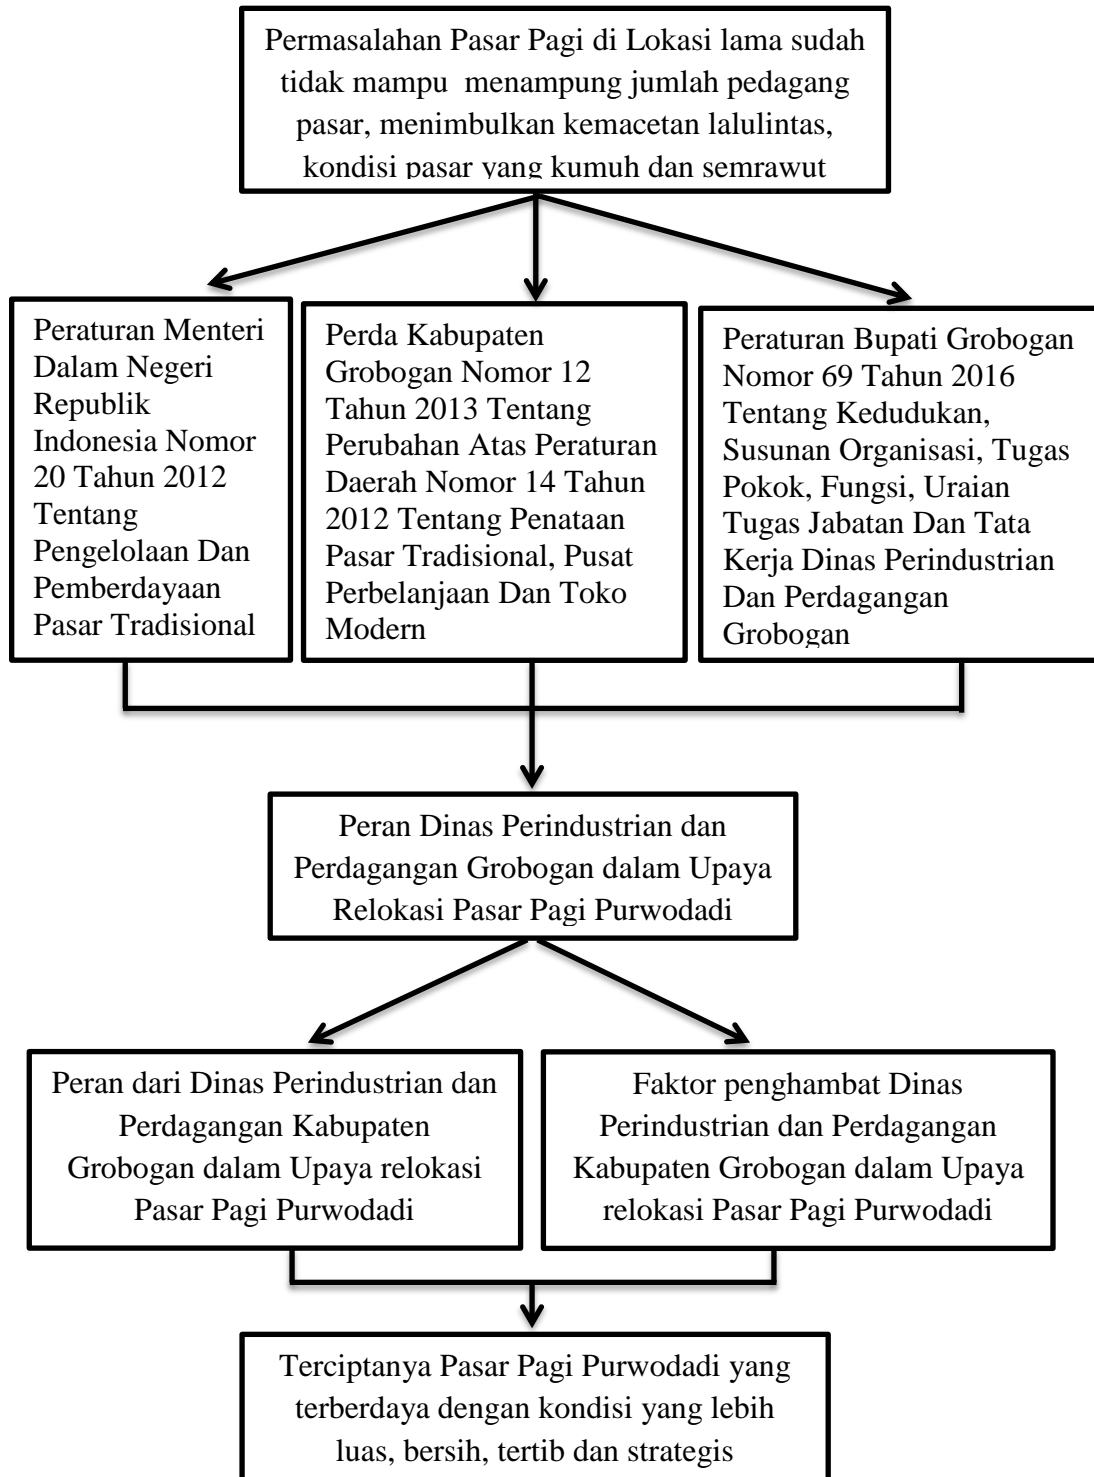 Permasalahan Pasar Pagi di Lokasi lama sudah
tidak mampu menampung jumlah pedagang
pasar, menimbulkan kemacetan lalulintas,
kondisi pasar yang kumuh dan semrawut
Peraturan Menteri
Dalam Negeri
Republik
Indonesia Nomor
20 Tahun 2012
Tentang
Pengelolaan Dan
Pemberdayaan
Pasar Tradisional
Perda Kabupaten
Grobogan Nomor 12
Tahun 2013 Tentang
Perubahan Atas Peraturan
Daerah Nomor 14 Tahun
2012 Tentang Penataan
Pasar Tradisional, Pusat
Perbelanjaan Dan Toko
Modern
Peraturan Bupati Grobogan
Nomor 69 Tahun 2016
Tentang Kedudukan,
Susunan Organisasi, Tugas
Pokok, Fungsi, Uraian
Tugas Jabatan Dan Tata
Kerja Dinas Perindustrian
Dan Perdagangan
Grobogan
Peran Dinas Perindustrian dan
Perdagangan Grobogan dalam Upaya
Relokasi Pasar Pagi Purwodadi
Peran dari Dinas Perindustrian dan
Perdagangan Kabupaten
Grobogan dalam Upaya relokasi
Pasar Pagi Purwodadi
Faktor penghambat Dinas
Perindustrian dan Perdagangan
Kabupaten Grobogan dalam Upaya
relokasi Pasar Pagi Purwodadi
Terciptanya Pasar Pagi Purwodadi yang
terberdaya dengan kondisi yang lebih
luas, bersih, tertib dan strategis